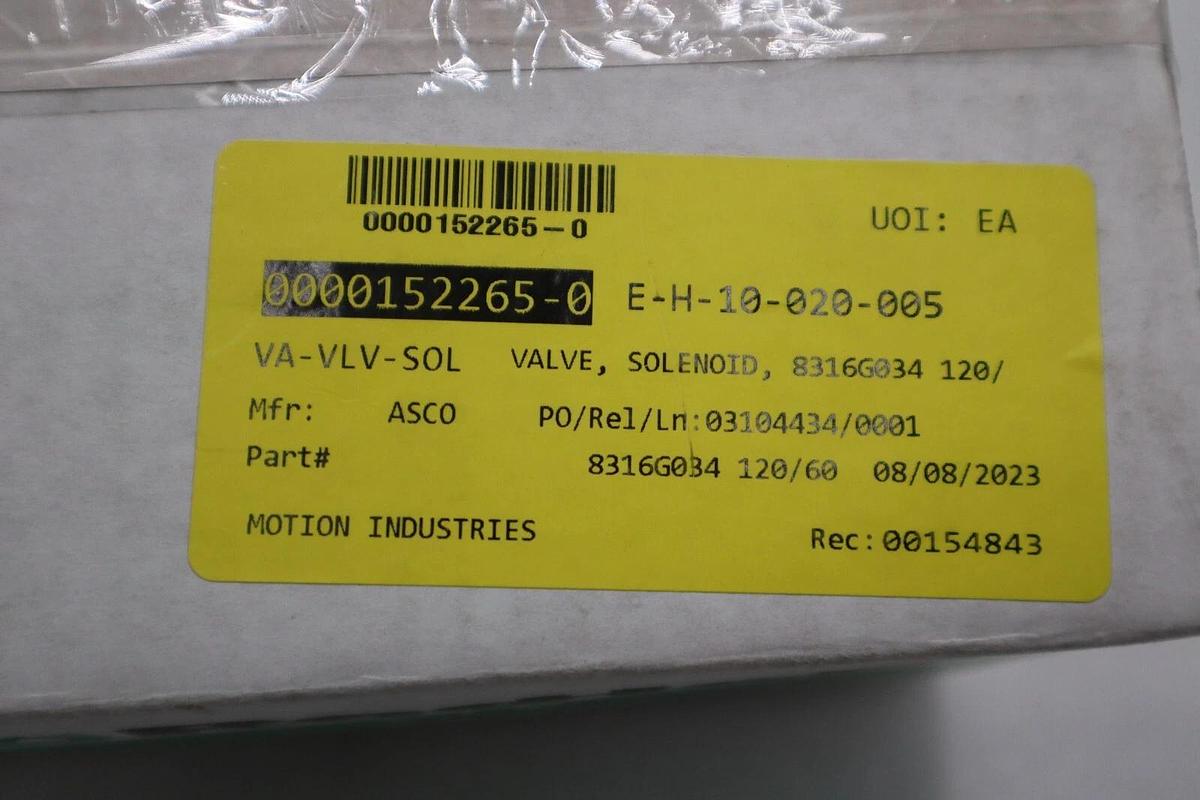 0000152265-0
UOI: EA
0000152265-0 E-H-10-020-005
VA-VLV-SOL VALVE, SOLENOID, 8316G034 120/
Mfr: ASCO PO/Rel/Ln:03104434/0001
Part# 8316G034 120/60 08/08/2023
MOTION INDUSTRIES Rec:00154843